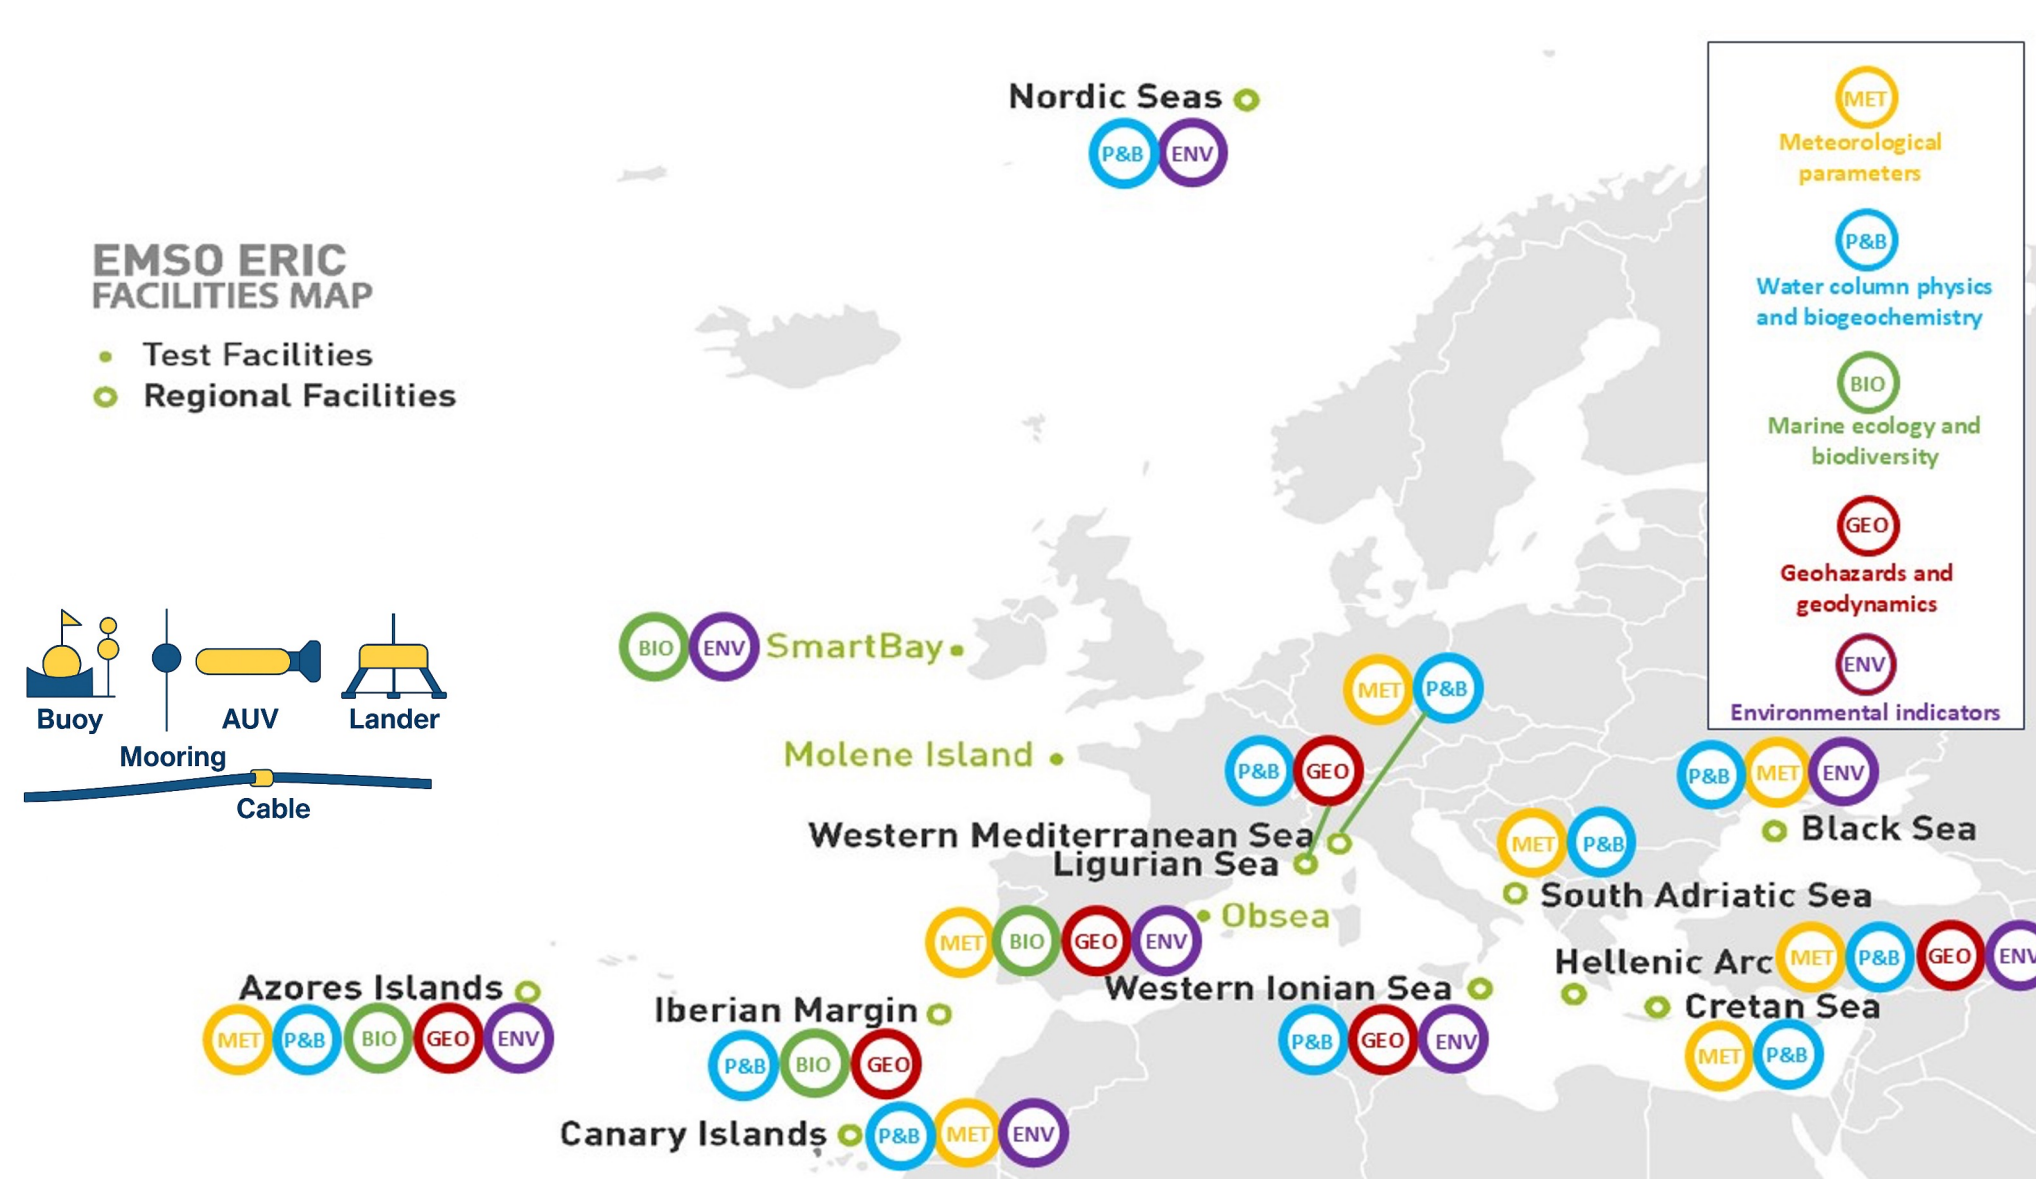 Nordic Seas
P&B ENV
EMSO ERIC
FACILITIES MAP
Test Facilities
Regional Facilities
MET
Meteorological
parameters
P&B
Water column physics
and biogeochemistry
BIO
Marine ecology and
biodiversity
GEO
Geohazards and
geodynamics
ENV
Environmental indicators
Buoy
AUV
Lander
Mooring
Cable
BIO ENV SmartBay
MET P&B
Molene Island
P&B GEO
Western Mediterranean Sea
Ligurian Sea
P&B MET ENV
Black Sea
MET P&B
South Adriatic Sea
Obsea
MET BIO GEO ENV
Hellenic Arc MET P&B GEO ENV
Azores Islands
MET P&B BIO GEO ENV
Iberian Margin
P&B BIO GEO
Western Ionian Sea
P&B GEO ENV
Cretan Sea
MET P&B
Canary Islands P&B MET ENV